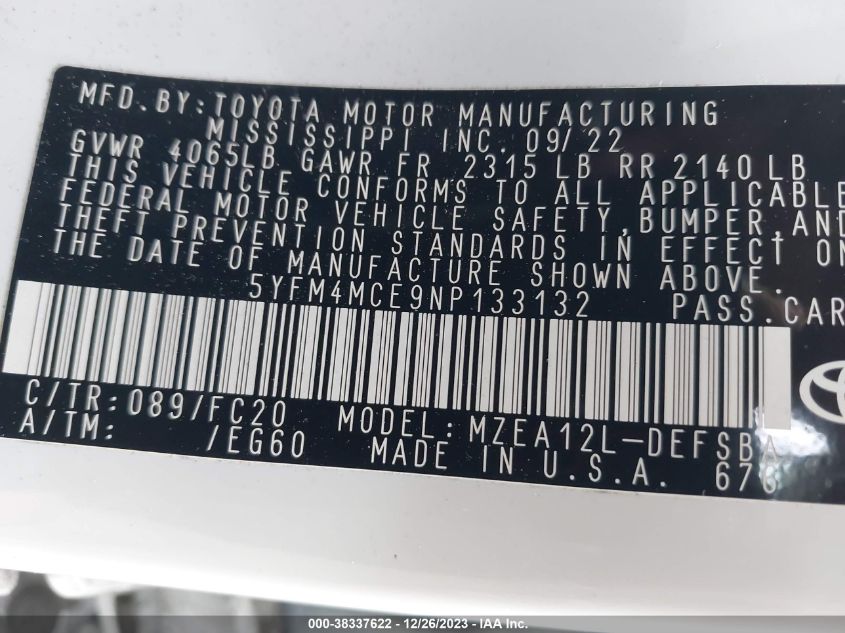 MFD.BY:TOYOTA MOTOR MANUFACTURING
MISSISSIPPI INC. 09/22
GVWR 4065LB GAWR FR 2315 LB RR 2140 LB
THIS VEHICLE CONFORMS TO ALL APPLICABLE
FEDERAL MOTOR VEHICLE SAFETY,BUMPER,AND
THEFT PREVENTION STANDARDS IN EFFECT ON
THE DATE OF MANUFACTURE SHOWN ABOVE.
5YFM4MCE9NP133132 PASS.CAR
C/TR:089/FC20 MODEL:MZEA12L-DEFSBA
A/TM: /EG60 MADE IN U.S.A.
000-38337622 - 12/26/2023 - IAA Inc.